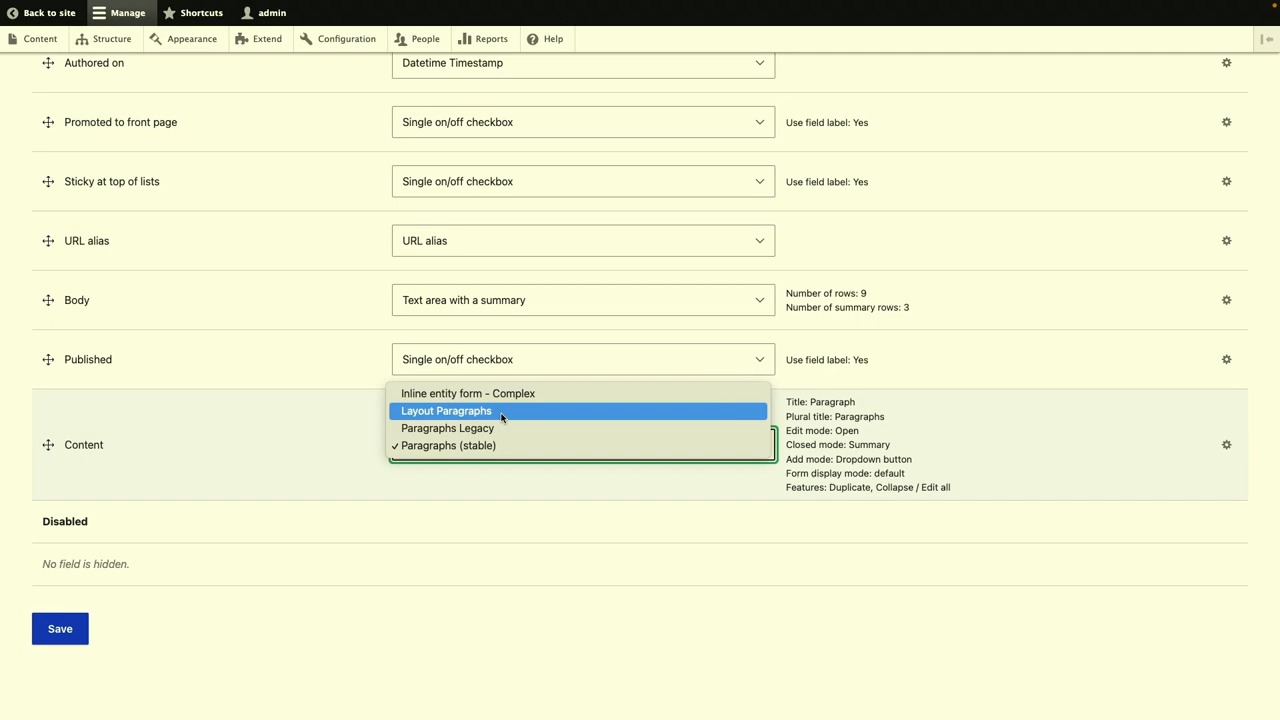 Back to site
Manage
Shortcuts
admin
Content
Structure
Appearance
Extend
Configuration
People
Reports
Help
Authored on
Datetime Timestamp
Promoted to front page
Single on/off checkbox
Use field label: Yes
Sticky at top of lists
Single on/off checkbox
Use field label: Yes
URL alias
URL alias
Body
Text area with a summary
Number of rows: 9
Number of summary rows: 3
Published
Single on/off checkbox
Use field label: Yes
Content
Inline entity form - Complex
Layout Paragraphs
Paragraphs Legacy
✓ Paragraphs (stable)
Title: Paragraph
Plural title: Paragraphs
Edit mode: Open
Closed mode: Summary
Add mode: Dropdown button
Form display mode: default
Features: Duplicate, Collapse / Edit all
Disabled
No field is hidden.
Save